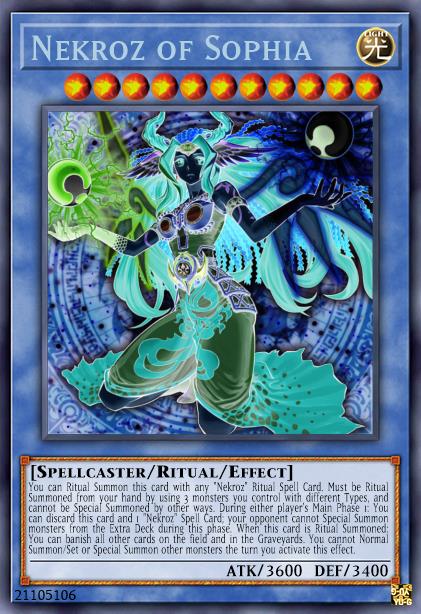 Nekroz of Sophia
LIGHT
光
[Spellcaster/Ritual/Effect]
You can Ritual Summon this card with any "Nekroz" Ritual Spell Card. Must be Ritual
Summoned from your hand by using 3 monsters you control with different Types, and
cannot be Special Summoned by other ways. During either player's Main Phase 1: You
can discard this card and 1 "Nekroz" Spell Card; your opponent cannot Special Summon
monsters from the Extra Deck during this phase. When this card is Ritual Summoned:
You can banish all other cards on the field and in the Graveyards. You cannot Normal
Summon/Set or Special Summon other monsters the turn you activate this effect.
ATK/3600 DEF/3400
21105106